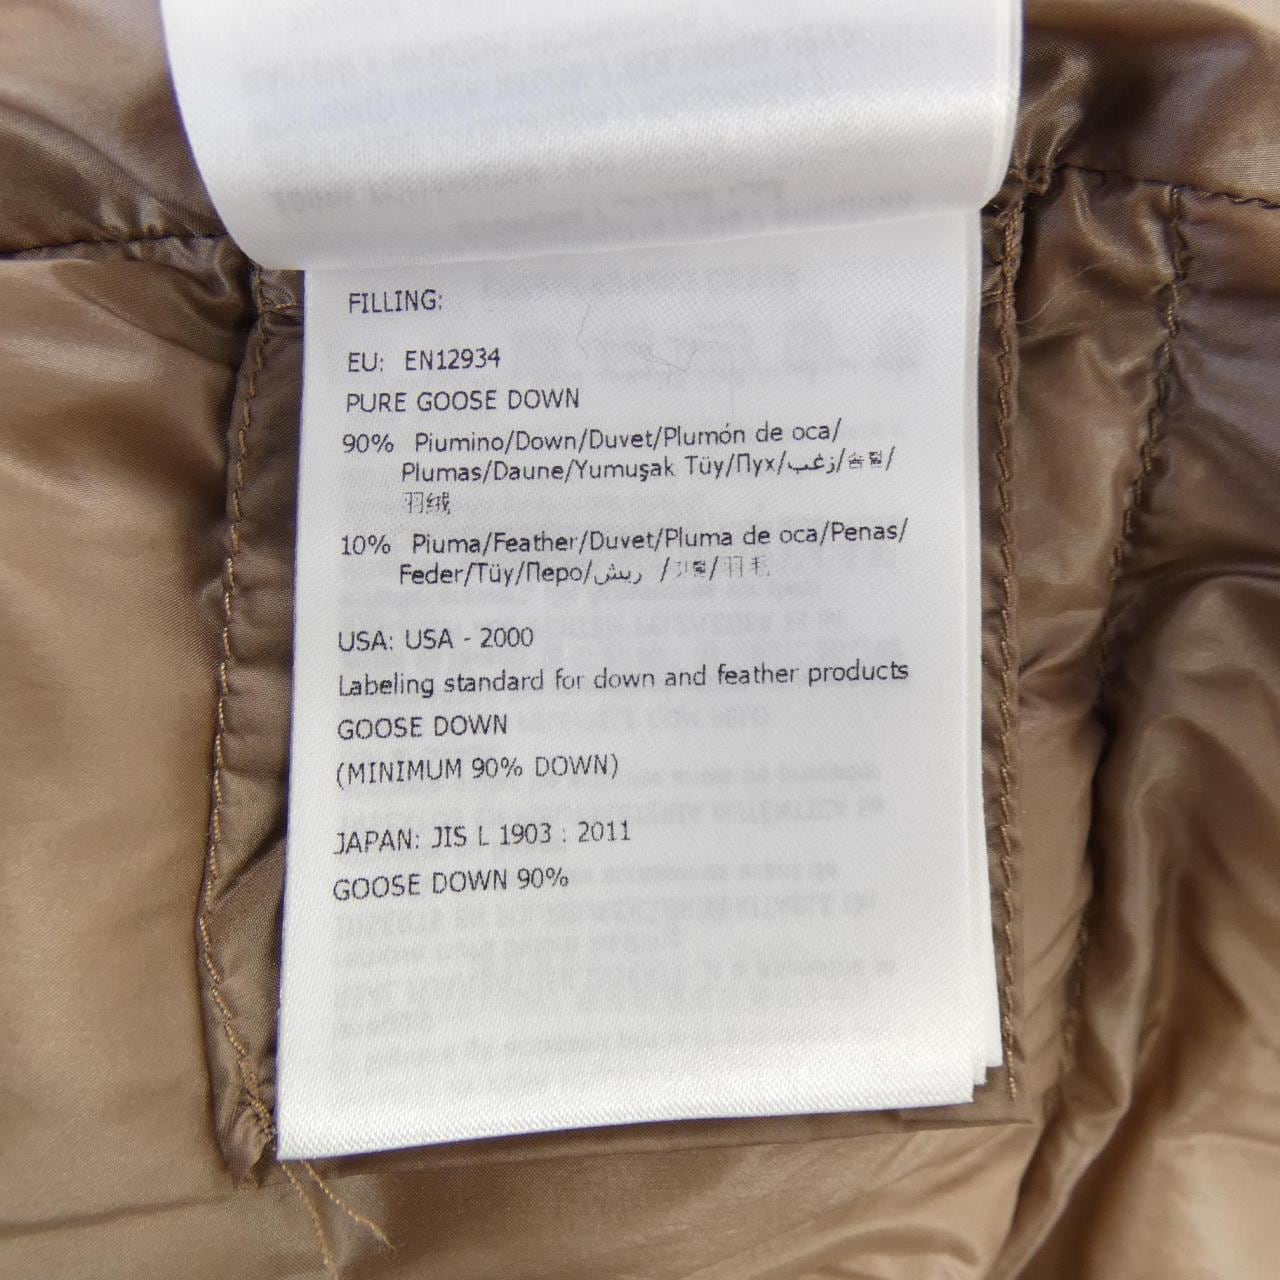 FILLING:
EU: EN12934
PURE GOOSE DOWN
90% Piumino/Down/Duvet/Plumón de oca/
Plumas/Daune/Yumuşak Tüy/Пух/زغب/솜털/
羽绒
10% Piuma/Feather/Duvet/Pluma de oca/Penas/
Feder/Tüy/Перо/ريش /깃털/羽毛
USA: USA - 2000
Labeling standard for down and feather products
GOOSE DOWN
(MINIMUM 90% DOWN)
JAPAN: JIS L 1903 : 2011
GOOSE DOWN 90%